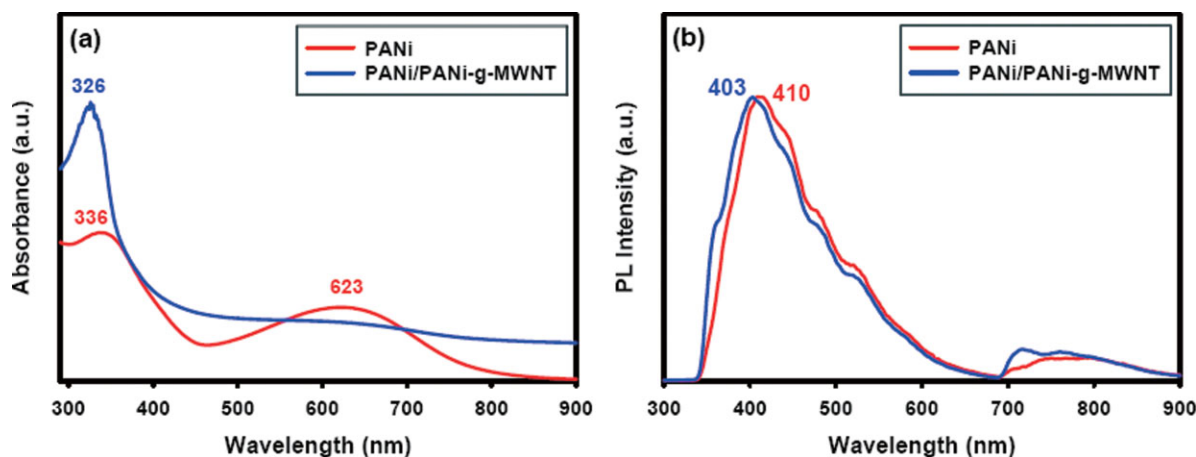 (a)
PANi
PANi/PANi-g-MWNT
326
336
623
Absorbance (a.u.)
300 400 500 600 700 800 900
Wavelength (nm)
(b)
PANi
PANi/PANi-g-MWNT
403 410
PL Intensity (a.u.)
300 400 500 600 700 800 900
Wavelength (nm)